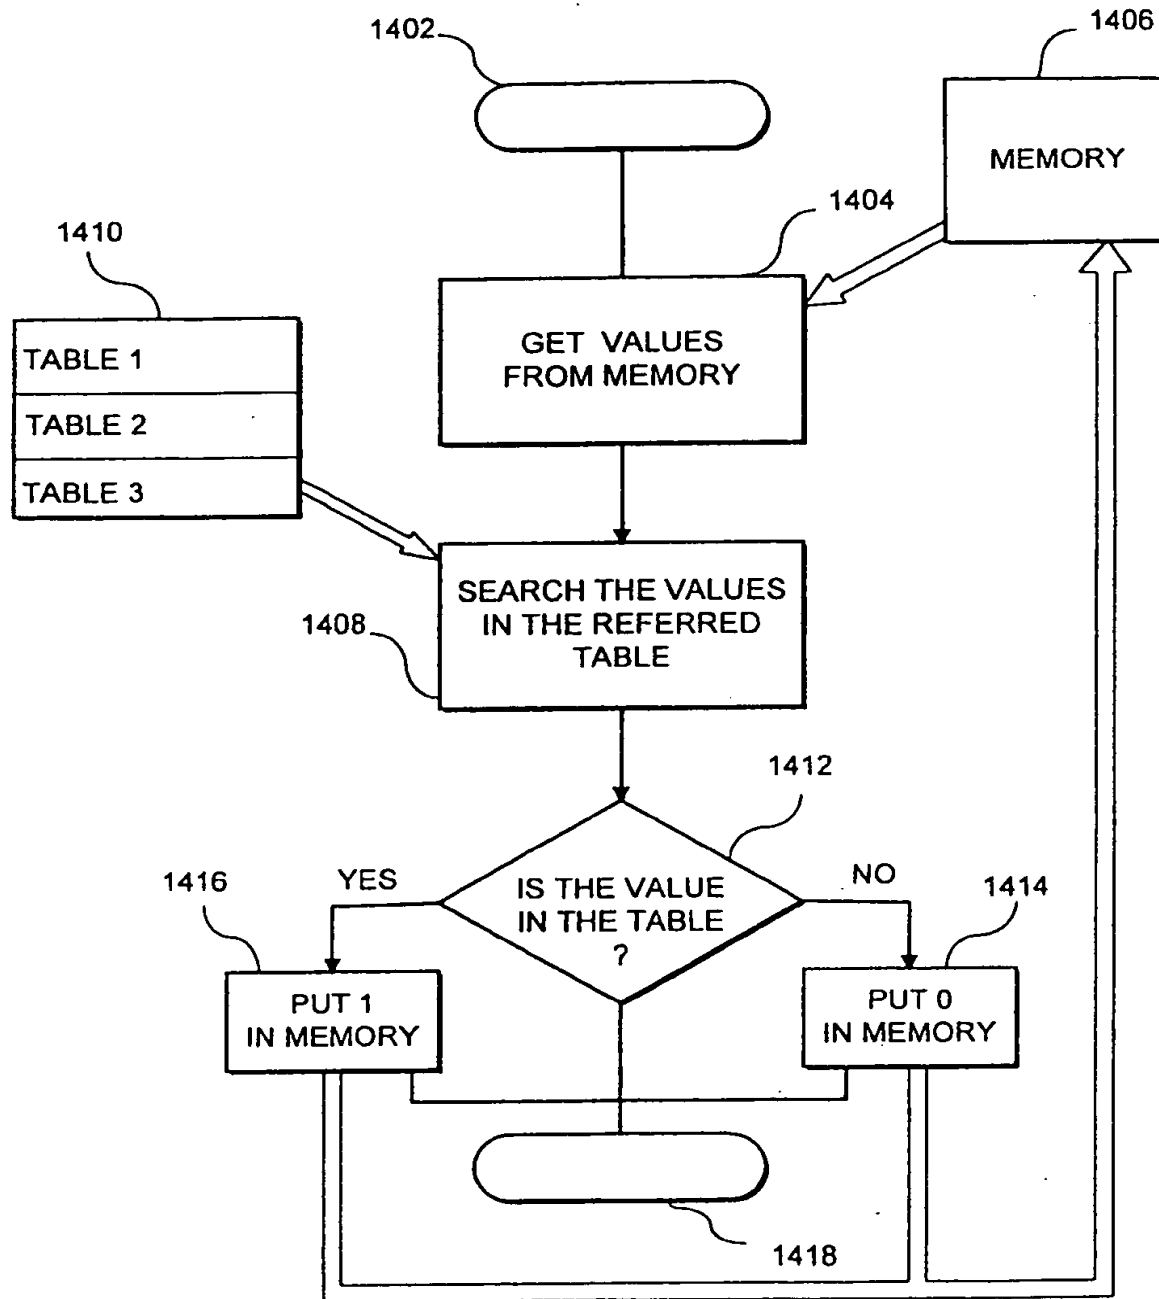 1402
1406
MEMORY
1404
1410
GET VALUES
FROM MEMORY
TABLE 1
TABLE 2
TABLE 3
SEARCH THE VALUES
IN THE REFERRED
TABLE
1408
1412
YES
NO
1416
1414
IS THE VALUE
IN THE TABLE
?
PUT 1
IN MEMORY
PUT 0
IN MEMORY
1418